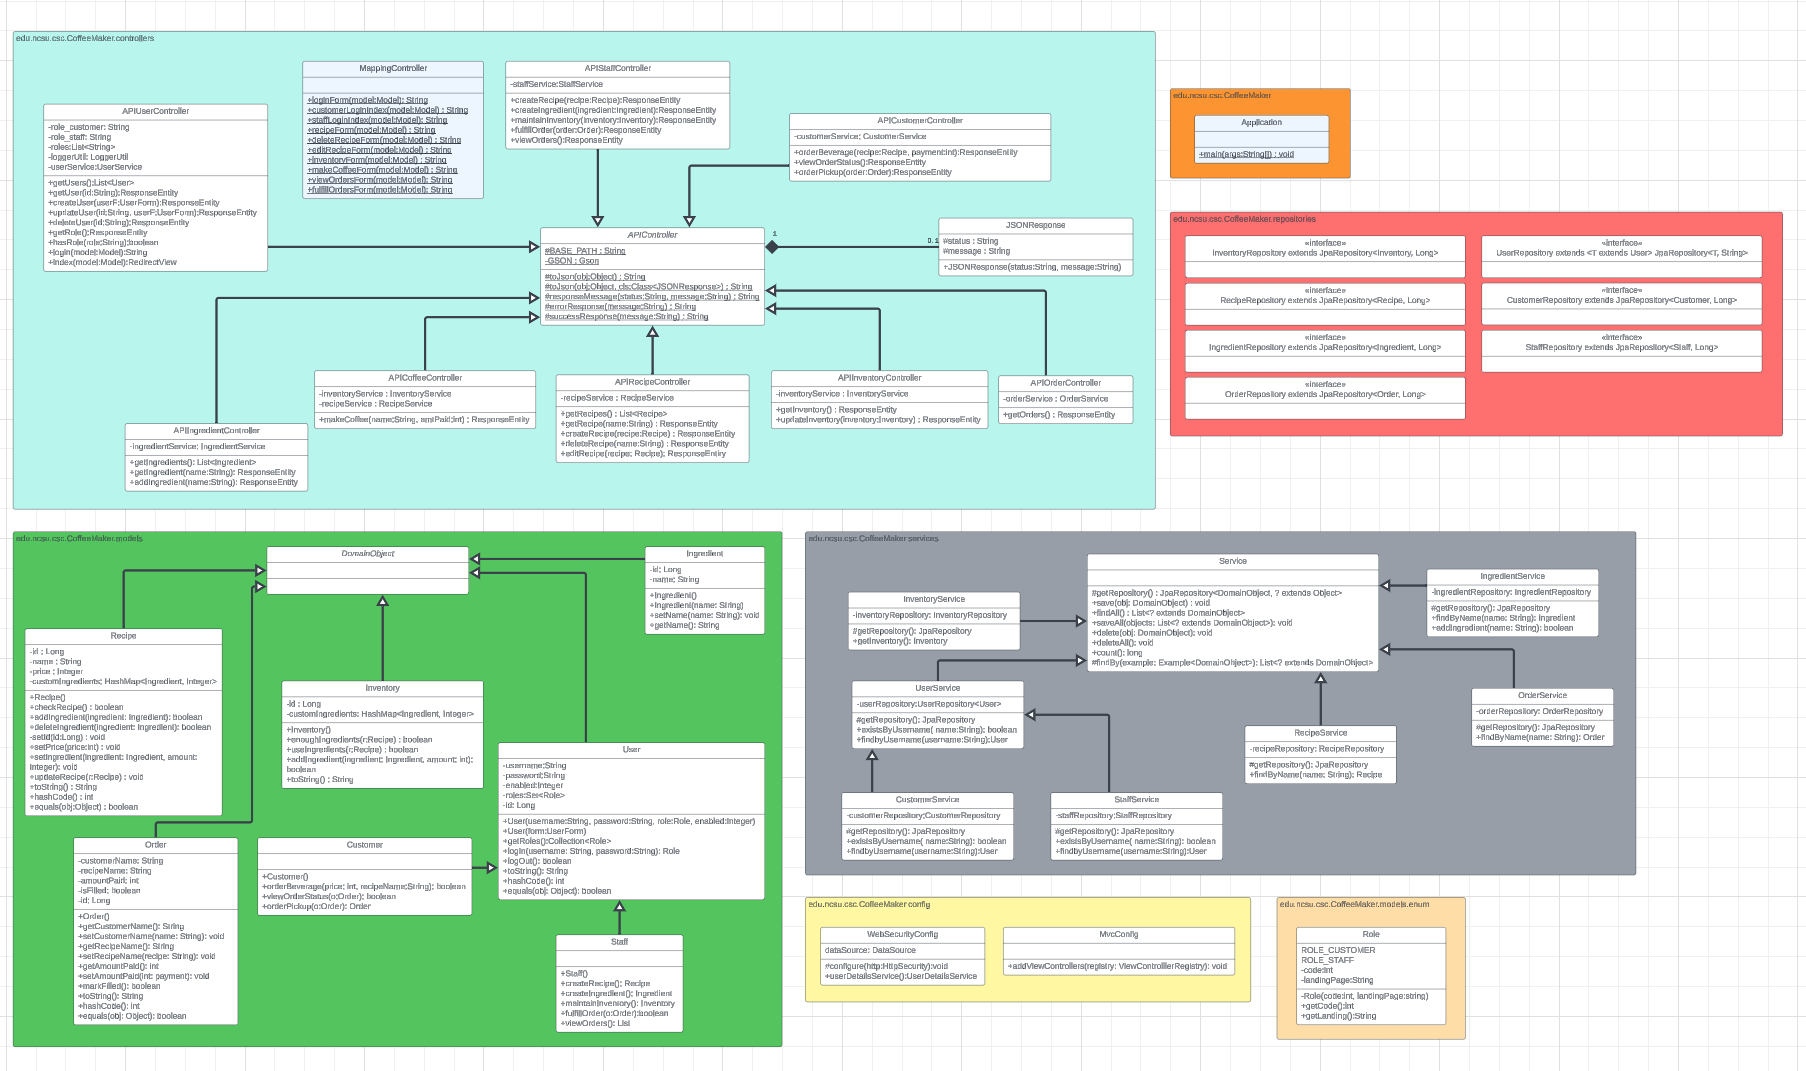 edu.ncsu.csc.CoffeeMaker.controllers
MappingController
+loginForm(model:Model): String
+customerLoginIndex(model:Model) : String
+staffLoginIndex(model:Model) : String
+recipeForm(model:Model) : String
+deleteRecipeForm(model:Model) : String
+editRecipeForm(model:Model) : String
+inventoryForm(model:Model) : String
+makeCoffeeForm(model:Model) : String
+viewOrdersForm(model:Model) : String
+fulfillOrdersForm(model:Model) : String
APIStaffController
-staffService:StaffService
+createRecipe(recipe:Recipe):ResponseEntity
+createIngredient(ingredient:Ingredient):ResponseEntity
+maintainInventory(inventory:Inventory):ResponseEntity
+fulfillOrder(order:Order):ResponseEntity
+viewOrders():ResponseEntity
APIUserController
-role_customer: String
-role_staff: String
-roles:List<String>
-loggerUtil: LoggerUtil
-userService:UserService
+getUsers():List<User>
+getUser(id:String):ResponseEntity
+createUser(userF:UserForm):ResponseEntity
+updateUser(id:String, userF:UserForm):ResponseEntity
+deleteUser(id:String):ResponseEntity
+getRole():ResponseEntity
+hasRole(role:String):boolean
+login(model:Model):String
+index(model:Model):RedirectView
APICustomerController
-customerService: CustomerService
+orderBeverage(recipe:Recipe, payment:int):ResponseEntity
+viewOrderStatus():ResponseEntity
+orderPickup(order:Order):ResponseEntity
APIController
#BASE_PATH : String
-GSON : Gson
#toJson(obj:Object) : String
#toJson(obj:Object, cls:Class<JSONResponse>) : String
#responseMessage(status:String, message:String) : String
#errorResponse(message:String) : String
#successResponse(message:String) : String
1
0..1
JSONResponse
#status : String
#message : String
+JSONResponse(status:String, message:String)
APICoffeeController
-inventoryService : InventoryService
-recipeService : RecipeService
+makeCoffee(name:String, amtPaid:int) : ResponseEntity
APIRecipeController
-recipeService : RecipeService
+getRecipes() : List<Recipe>
+getRecipe(name:String) : ResponseEntity
+createRecipe(recipe:Recipe) : ResponseEntity
+deleteRecipe(name:String) : ResponseEntity
+editRecipe(recipe: Recipe): ResponseEntiry
APIInventoryController
-inventoryService : InventoryService
+getInventory() : ResponseEntity
+updateInventory(inventory:Inventory) : ResponseEntity
APIOrderController
-orderService : OrderService
+getOrders() : ResponseEntity
APIIngredientController
-ingredientService: IngredientService
+getIngredients(): List<Ingredient>
+getIngredient(name:String): ResponseEntity
+addIngredient(name:String): ResponseEntity
edu.ncsu.csc.CoffeeMaker
Application
+main(args:String[]) : void
edu.ncsu.csc.CoffeeMaker.repositories
«interface»
InventoryRepository extends JpaRepository<Inventory, Long>
«interface»
UserRepository extends <T extends User> JpaRepository<T, String>
«interface»
RecipeRepository extends JpaRepository<Recipe, Long>
«interface»
CustomerRepository extends JpaRepository<Customer, Long>
«interface»
IngredientRepository extends JpaRepository<Ingredient, Long>
«interface»
StaffRepository extends JpaRepository<Staff, Long>
«interface»
OrderRepository extends JpaRepository<Order, Long>
edu.ncsu.csc.CoffeeMaker.models
DomainObject
Ingredient
-id: Long
-name: String
+Ingredient()
+Ingredient(name: String)
+setName(name: String): void
+getName(): String
Recipe
-id : Long
-name : String
-price : Integer
-customIngredients: HashMap<Ingredient, Integer>
+Recipe()
+checkRecipe() : boolean
+addIngredient(ingredient: Ingredient): boolean
+deleteIngredient(ingredient: Ingredient): boolean
-setId(id:Long) : void
+setPrice(price:int) : void
+setIngredient(ingredient: Ingredient, amount:
Integer): void
+updateRecipe(r:Recipe) : void
+toString() : String
+hashCode() : int
+equals(obj:Object) : boolean
Inventory
-id : Long
-customIngredients: HashMap<Ingredient, Integer>
+Inventory()
+enoughIngredients(r:Recipe) : boolean
+useIngredients(r:Recipe) : boolean
+addIngredient(ingredient: Ingredient, amount: int):
boolean
+toString() : String
User
-username:String
-password:String
-enabled:Integer
-roles:Set<Role>
-id: Long
+User(username:String, password:String, role:Role, enabled:Integer)
+User(form:UserForm)
+getRoles():Collection<Role>
+logIn(username: String, password:String): Role
+logOut(): boolean
+toString(): String
+hashCode(): int
+equals(obj: Object): boolean
Order
-customerName: String
-recipeName: String
-amountPaid: int
-isFilled: boolean
-id: Long
+Order()
+getCustomerName(): String
+setCustomerName(name: String): void
+getRecipeName(): String
+setRecipeName(recipe: String): void
+getAmountPaid(): int
+setAmountPaid(int: payment): void
+markFilled(): boolean
+toString(): String
+hashCode(): int
+equals(obj: Object): boolean
Customer
+Customer()
+orderBeverage(price: int, recipeName:String): boolean
+viewOrderStatus(o:Order): boolean
+orderPickup(o:Order): Order
Staff
+Staff()
+createRecipe(): Recipe
+createIngredient(): Ingredient
+maintainInventory(): Inventory
+fulfillOrder(o:Order):boolean
+viewOrders(): List
edu.ncsu.csc.CoffeeMaker.services
Service
#getRepository() : JpaRepository<DomainObject, ? extends Object>
+save(obj: DomainObject) : void
+findAll() : List<? extends DomainObject>
+saveAll(objects: List<? extends DomainObject>): void
+delete(obj: DomainObject): void
+deleteAll(): void
+count(): long
#findBy(example: Example<DomainObject>): List<? extends DomainObject>
IngredientService
-ingredientRepository: IngredientRepository
#getRepository(): JpaRepository
+findByName(name: String): Ingredient
+addIngredient(name: String): boolean
InventoryService
-inventoryRepository: InventoryRepository
#getRepository(): JpaRepository
+getInventory(): Inventory
UserService
-userRepository:UserRepository<User>
#getRepository(): JpaRepository
+existsByUsername( name:String): boolean
+findbyUsername(username:String):User
OrderService
-orderRepository: OrderRepository
#getRepository(): JpaRepository
+findByName(name: String): Order
RecipeService
-recipeRepository: RecipeRepository
#getRepository(): JpaRepository
+findByName(name: String): Recipe
CustomerService
-customerRepository:CustomerRepository
#getRepository(): JpaRepository
+existsByUsername( name:String): boolean
+findbyUsername(username:String):User
StaffService
-staffRepository:StaffRepository
#getRepository(): JpaRepository
+existsByUsername( name:String): boolean
+findbyUsername(username:String):User
edu.ncsu.csc.CoffeeMaker.config
WebSecurityConfig
dataSource: DataSource
#configure(http:HttpSecurity):void
+userDetailsService():UserDetailsService
MvcConfig
+addViewControllers(registry: ViewControlllerRegistry): void
edu.ncsu.csc.CoffeeMaker.models.enum
Role
ROLE_CUSTOMER
ROLE_STAFF
-code:int
-landingPage:String
-Role(code:int, landingPage:string)
+getCode():int
+getLanding():String